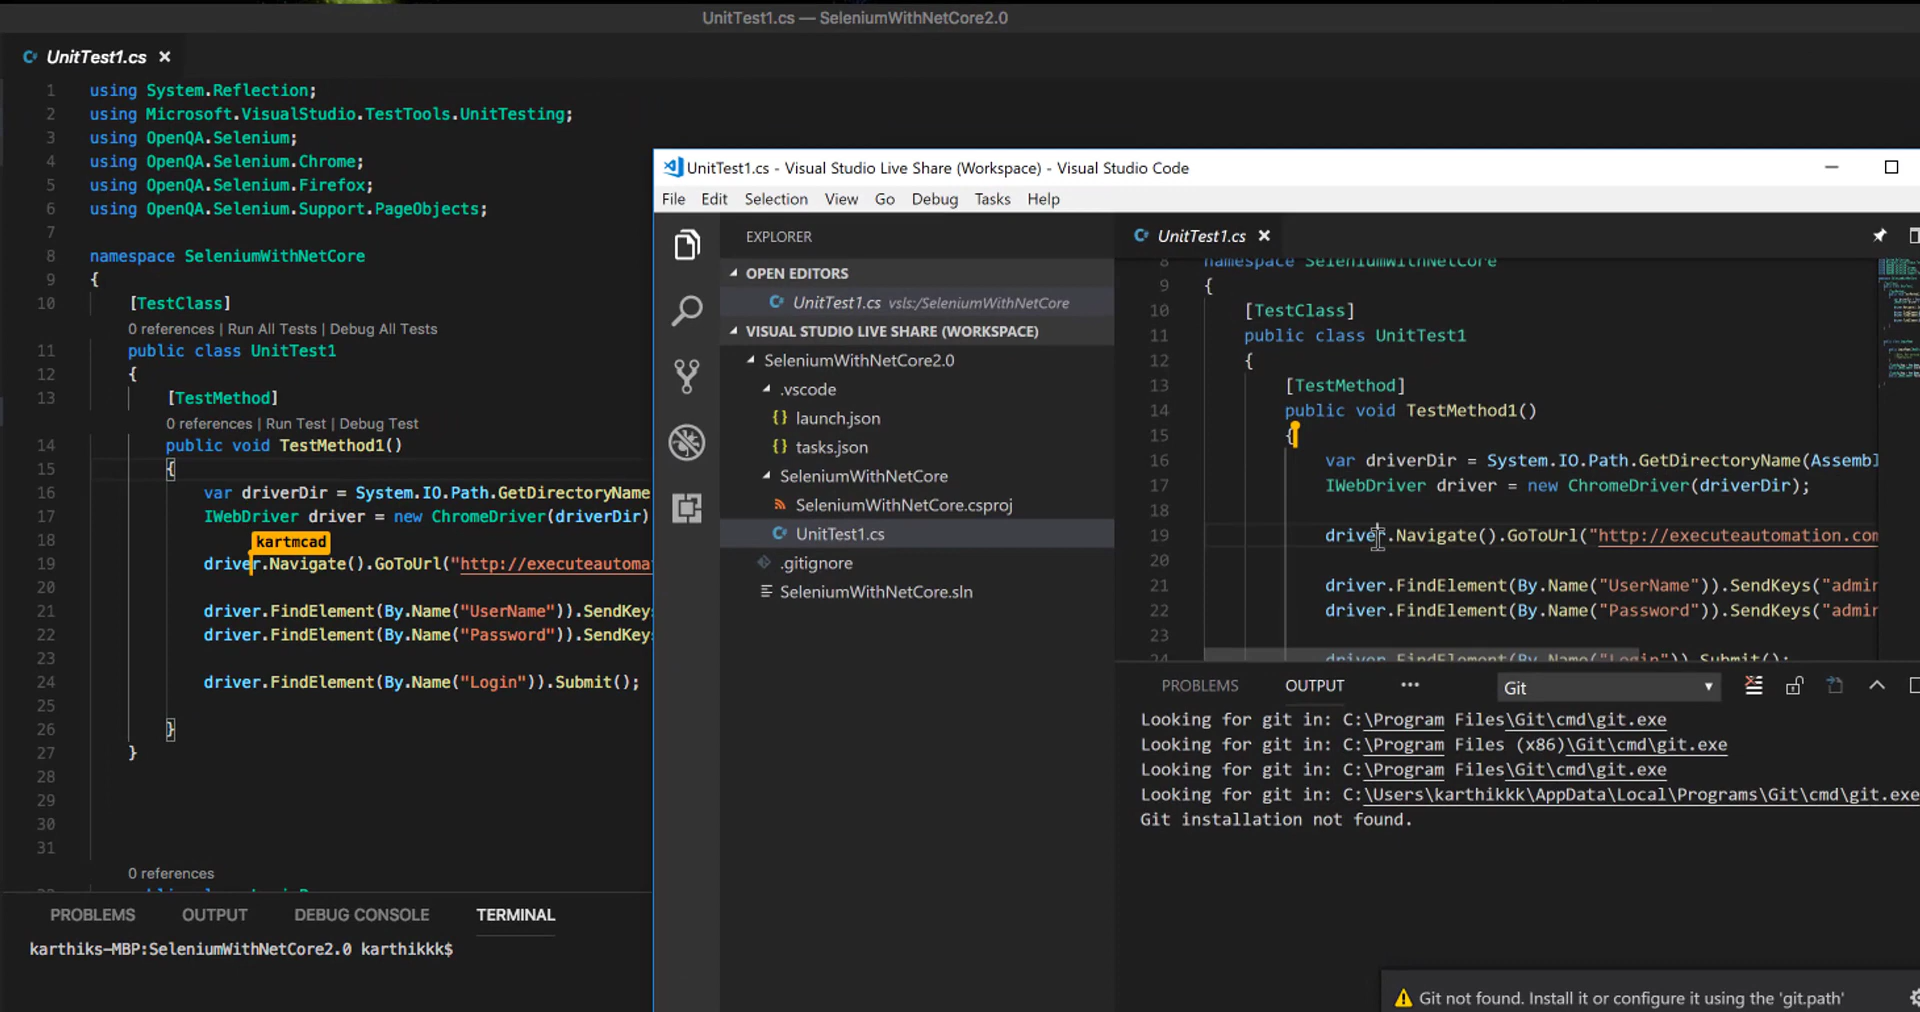 UnitTest1.cs — SeleniumWithNetCore2.0
UnitTest1.cs
1 using System.Reflection;
2 using Microsoft.VisualStudio.TestTools.UnitTesting;
3 using OpenQA.Selenium;
4 using OpenQA.Selenium.Chrome;
5 using OpenQA.Selenium.Firefox;
6 using OpenQA.Selenium.Support.PageObjects;
7
8 namespace SeleniumWithNetCore
9 {
10 [TestClass]
0 references | Run All Tests | Debug All Tests
11 public class UnitTest1
12 {
13 [TestMethod]
0 references | Run Test | Debug Test
14 public void TestMethod1()
15 {
16 var driverDir = System.IO.Path.GetDirectoryName
17 IWebDriver driver = new ChromeDriver(driverDir)
18 kartmcad
19 driver.Navigate().GoToUrl("http://executeautoma
20
21 driver.FindElement(By.Name("UserName")).SendKeys
22 driver.FindElement(By.Name("Password")).SendKeys
23
24 driver.FindElement(By.Name("Login")).Submit();
25
26 }
27 }
28
29
30
31
0 references
PROBLEMS OUTPUT DEBUG CONSOLE TERMINAL
karthiks-MBP:SeleniumWithNetCore2.0 karthikkk$
UnitTest1.cs - Visual Studio Live Share (Workspace) - Visual Studio Code
File Edit Selection View Go Debug Tasks Help
EXPLORER
OPEN EDITORS
UnitTest1.cs vsls:/SeleniumWithNetCore
VISUAL STUDIO LIVE SHARE (WORKSPACE)
SeleniumWithNetCore2.0
.vscode
{} launch.json
{} tasks.json
SeleniumWithNetCore
SeleniumWithNetCore.csproj
UnitTest1.cs
.gitignore
SeleniumWithNetCore.sln
UnitTest1.cs
8 namespace SeleniumWithNetCore
9 {
10 [TestClass]
11 public class UnitTest1
12 {
13 [TestMethod]
14 public void TestMethod1()
15 {
16 var driverDir = System.IO.Path.GetDirectoryName(Assembl
17 IWebDriver driver = new ChromeDriver(driverDir);
18
19 driver.Navigate().GoToUrl("http://executeautomation.com
20
21 driver.FindElement(By.Name("UserName")).SendKeys("admin
22 driver.FindElement(By.Name("Password")).SendKeys("admin
23
24 driver.FindElement(By.Name("Login")).Submit();
PROBLEMS OUTPUT ••• Git
Looking for git in: C:\Program Files\Git\cmd\git.exe
Looking for git in: C:\Program Files (x86)\Git\cmd\git.exe
Looking for git in: C:\Program Files\Git\cmd\git.exe
Looking for git in: C:\Users\karthikkk\AppData\Local\Programs\Git\cmd\git.exe
Git installation not found.
Git not found. Install it or configure it using the 'git.path'